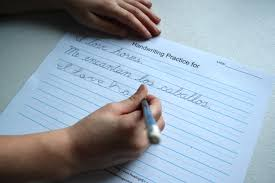 Handwriting Practice for
I love horses.
Me encantan los caballos.
I love